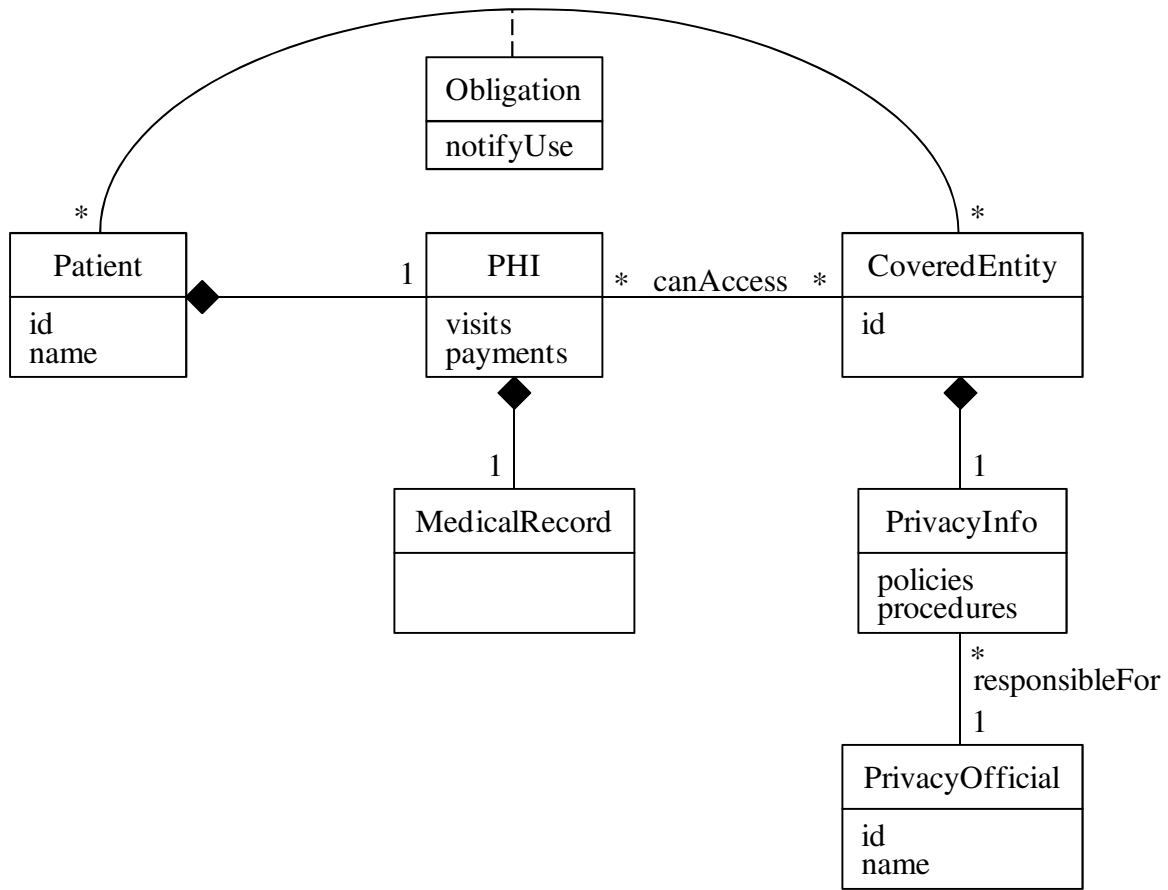 Obligation
notifyUse
*
*
Patient
id
name
1
PHI
visits
payments
* canAccess *
CoveredEntity
id
1
MedicalRecord
1
PrivacyInfo
policies
procedures
*
responsibleFor
1
PrivacyOfficial
id
name